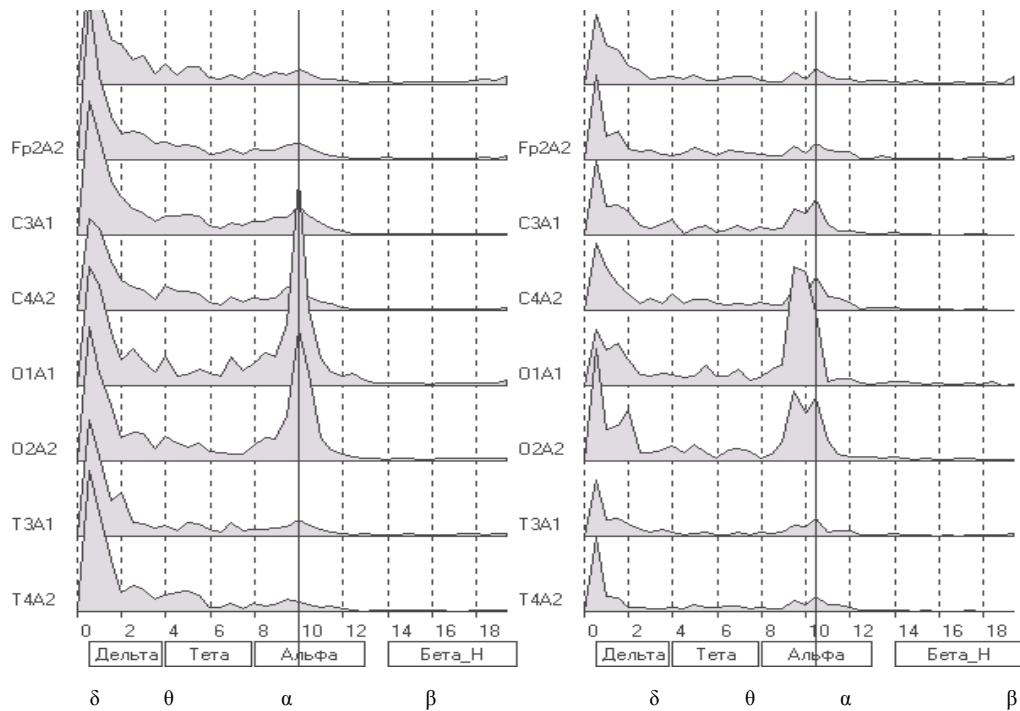 Fp2A2 Fp2A2
C3A1 C3A1
C4A2 C4A2
O1A1 O1A1
O2A2 O2A2
T3A1 T3A1
T4A2 T4A2
0 2 4 6 8 10 12 14 16 18 0 2 4 6 8 10 12 14 16 18
Дельта Тета Альфа Бета_Н Дельта Тета Альфа Бета_Н
δ θ α β δ θ α β